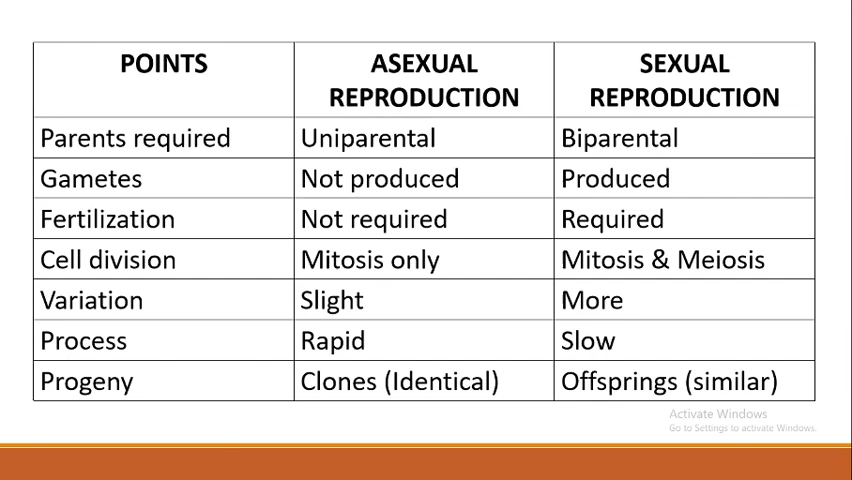 POINTS ASEXUAL REPRODUCTION SEXUAL REPRODUCTION
Parents required Uniparental Biparental
Gametes Not produced Produced
Fertilization Not required Required
Cell division Mitosis only Mitosis & Meiosis
Variation Slight More
Process Rapid Slow
Progeny Clones (Identical) Offsprings (similar)
Activate Windows
Go to Settings to activate Windows.